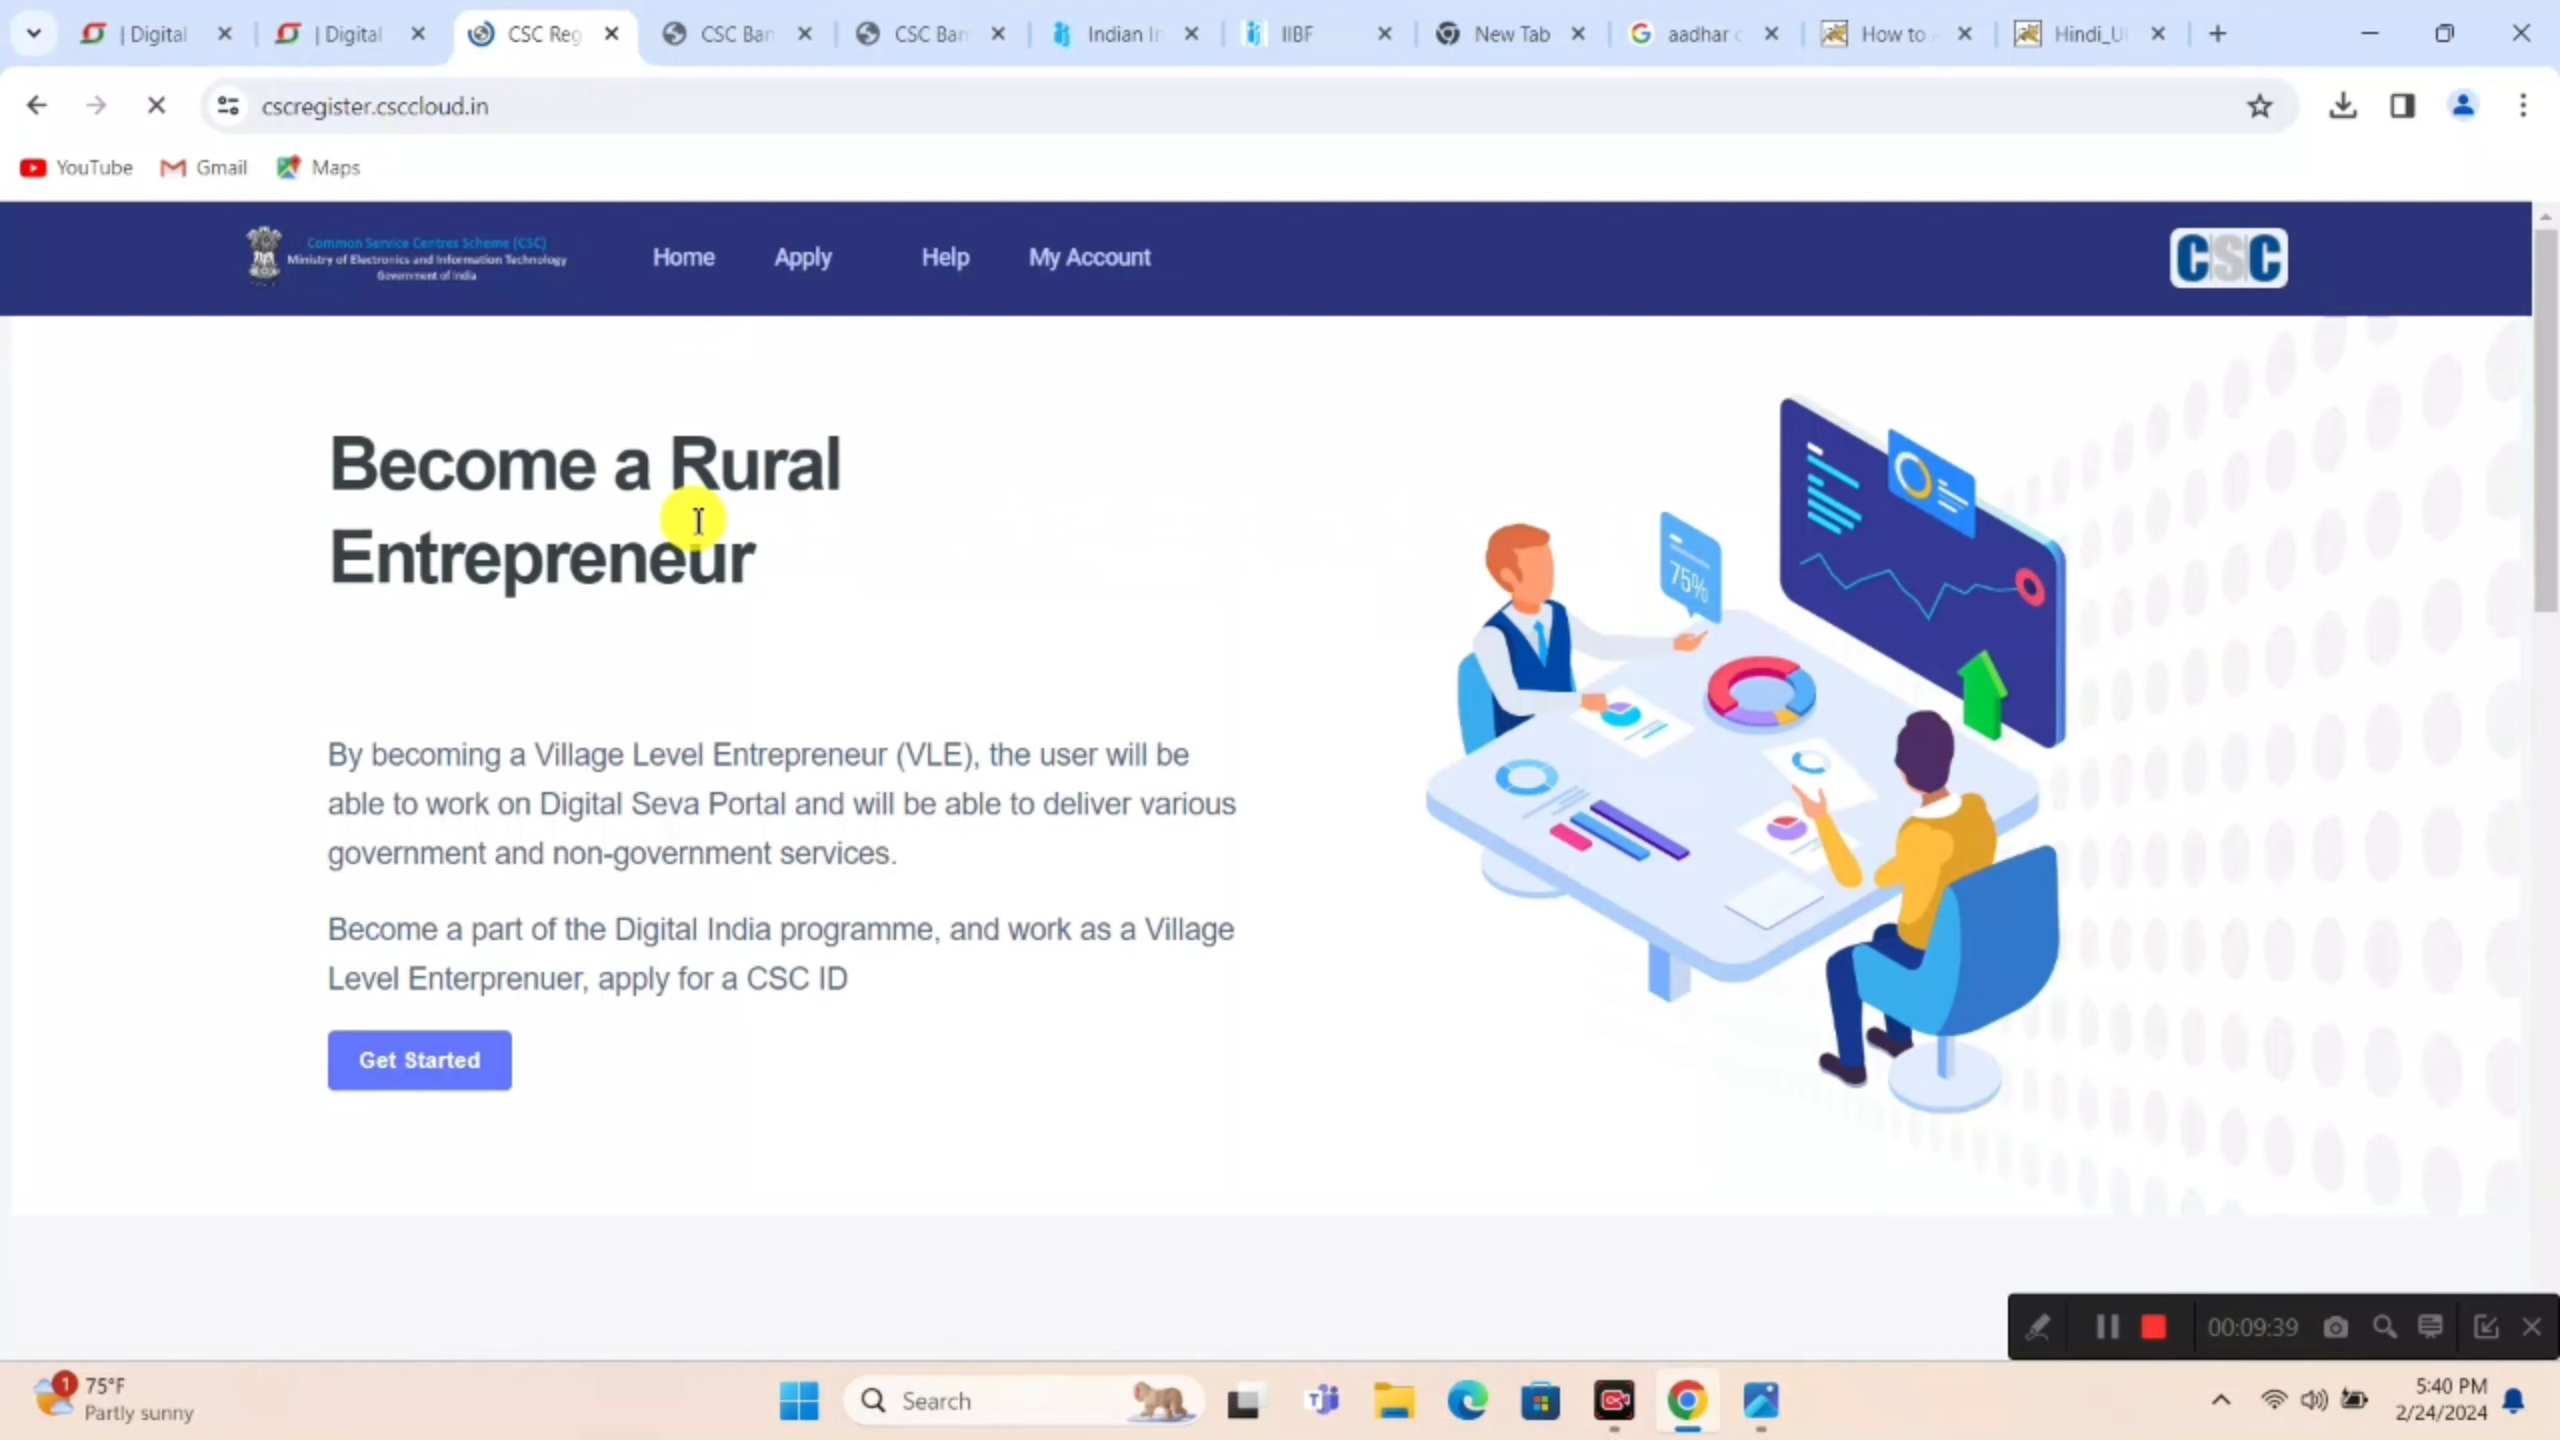 | Digital
| Digital
CSC Reg
CSC Ban
CSC Ban
Indian In
IIBF
New Tab
aadhar c
How to
Hindi_U
cscregister.csccloud.in
YouTube
Gmail
Maps
Common Service Centres Scheme (CSC)
Ministry of Electronics and Information Technology
Government of India
Home
Apply
Help
My Account
CSC
Become a Rural
Entrepreneur
75%
By becoming a Village Level Entrepreneur (VLE), the user will be
able to work on Digital Seva Portal and will be able to deliver various
government and non-government services.
Become a part of the Digital India programme, and work as a Village
Level Enterprenuer, apply for a CSC ID
Get Started
00:09:39
1
75°F
Partly sunny
Search
5:40 PM
2/24/2024